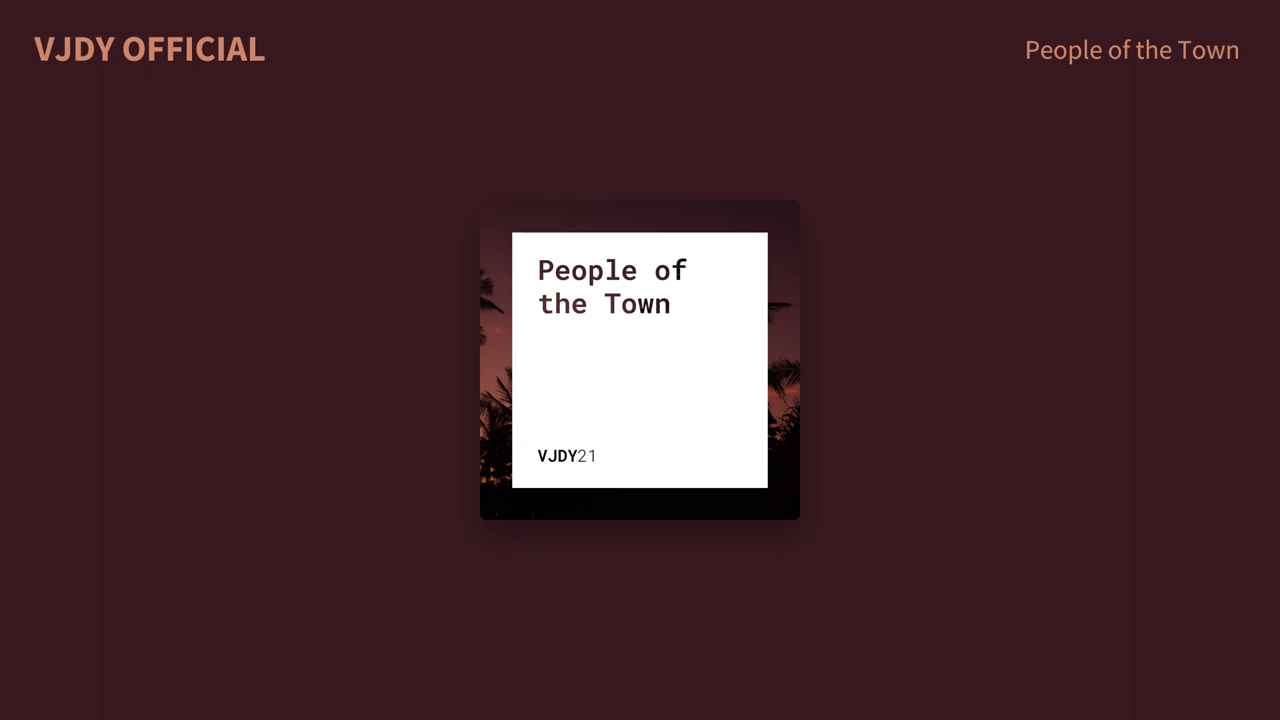 VJDY OFFICIAL
People of the Town
People of
the Town
VJDY21